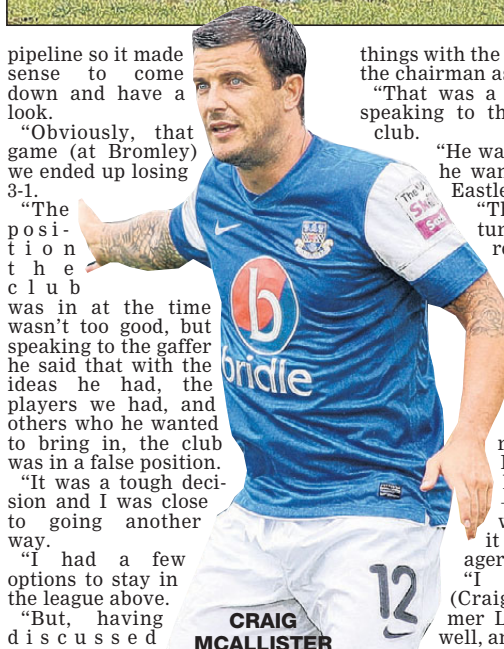 pipeline so it made
sense to come
down and have a
look.
“Obviously, that
game (at Bromley)
we ended up losing
3-1.
“The
posi-
tion
the
club
was in at the time
wasn't too good, but
speaking to the gaffer
he said that with the
ideas he had, the
players we had, and
others who he wanted
to bring in, the club
was in a false position.
“It was a tough deci-
sion and I was close
to going another
way.
“I had a few
options to stay in
the league above.
“But, having
discussed
things with the
the chairman as
“That was a
speaking to th
club.
“He wa
he wan
Eastle
“Th
tur
re
it
ager
“I
(Craig
mer L
well, an
b
bridle
12
CRAIG
MCALLISTER